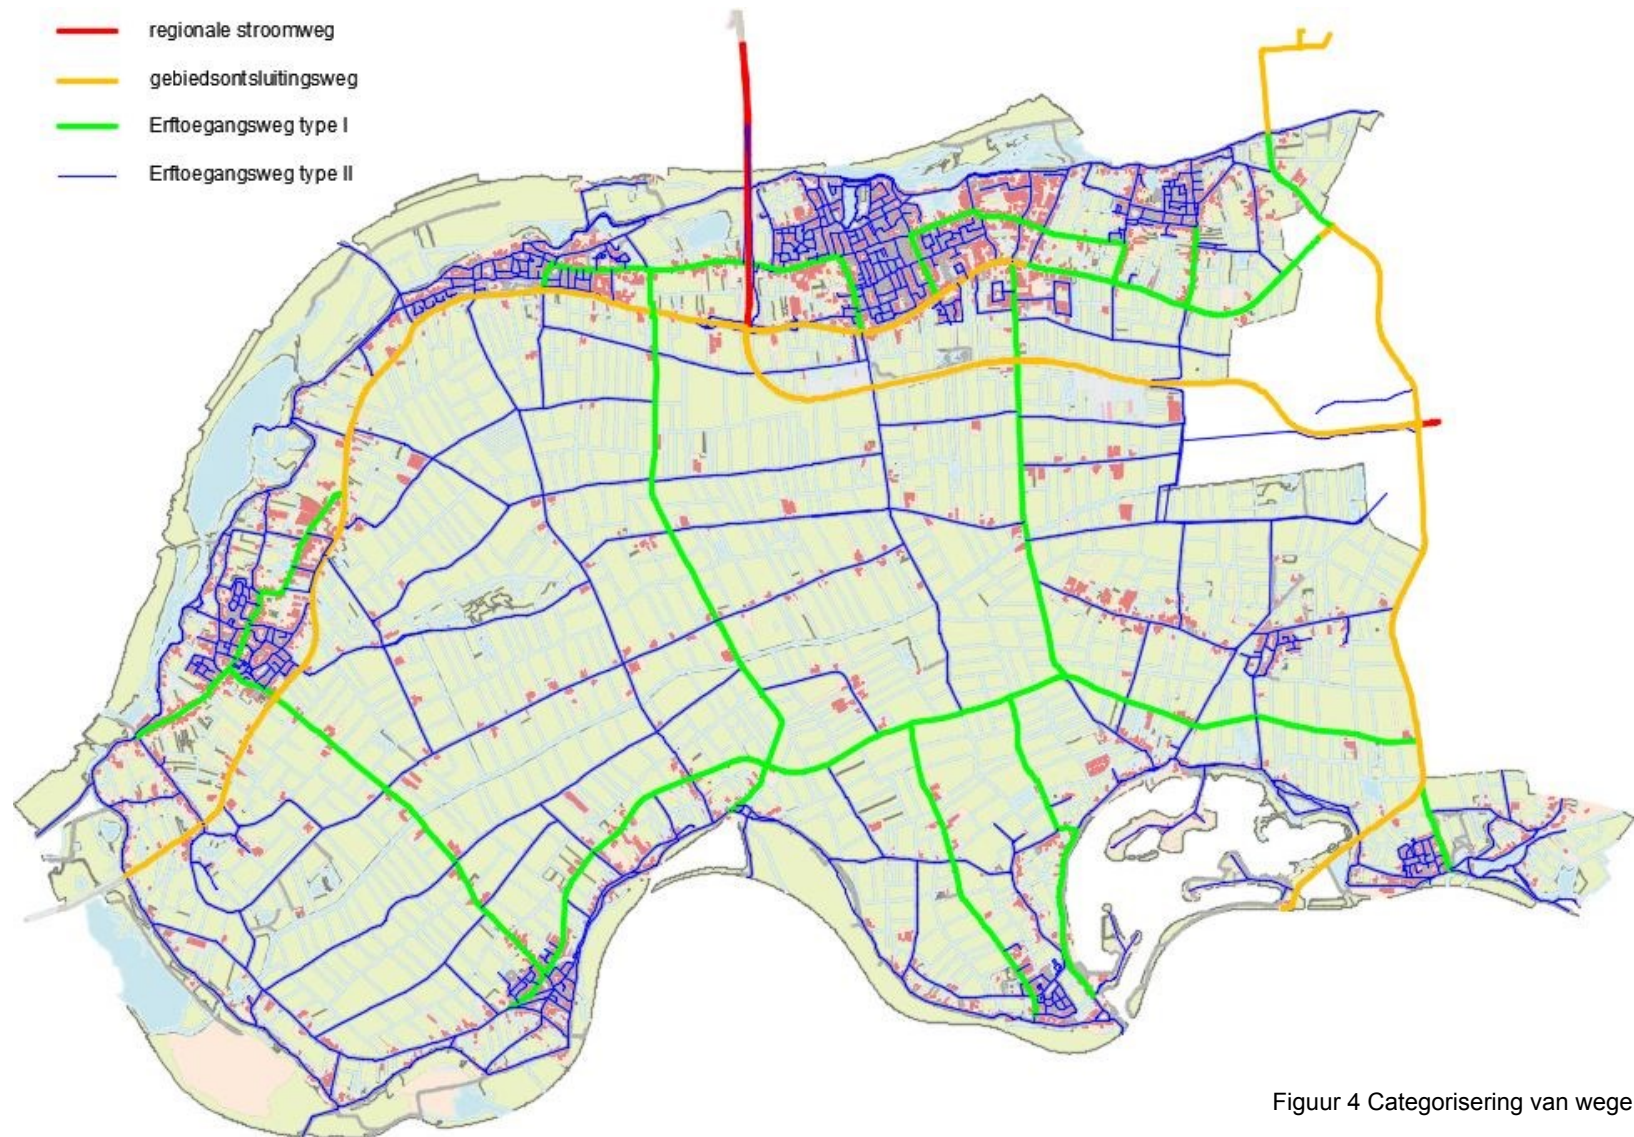 regionale stroomweg
gebiedsontsluitingsweg
Erftoegangsweg type I
Erftoegangsweg type II
Figuur 4 Categorisering van wege